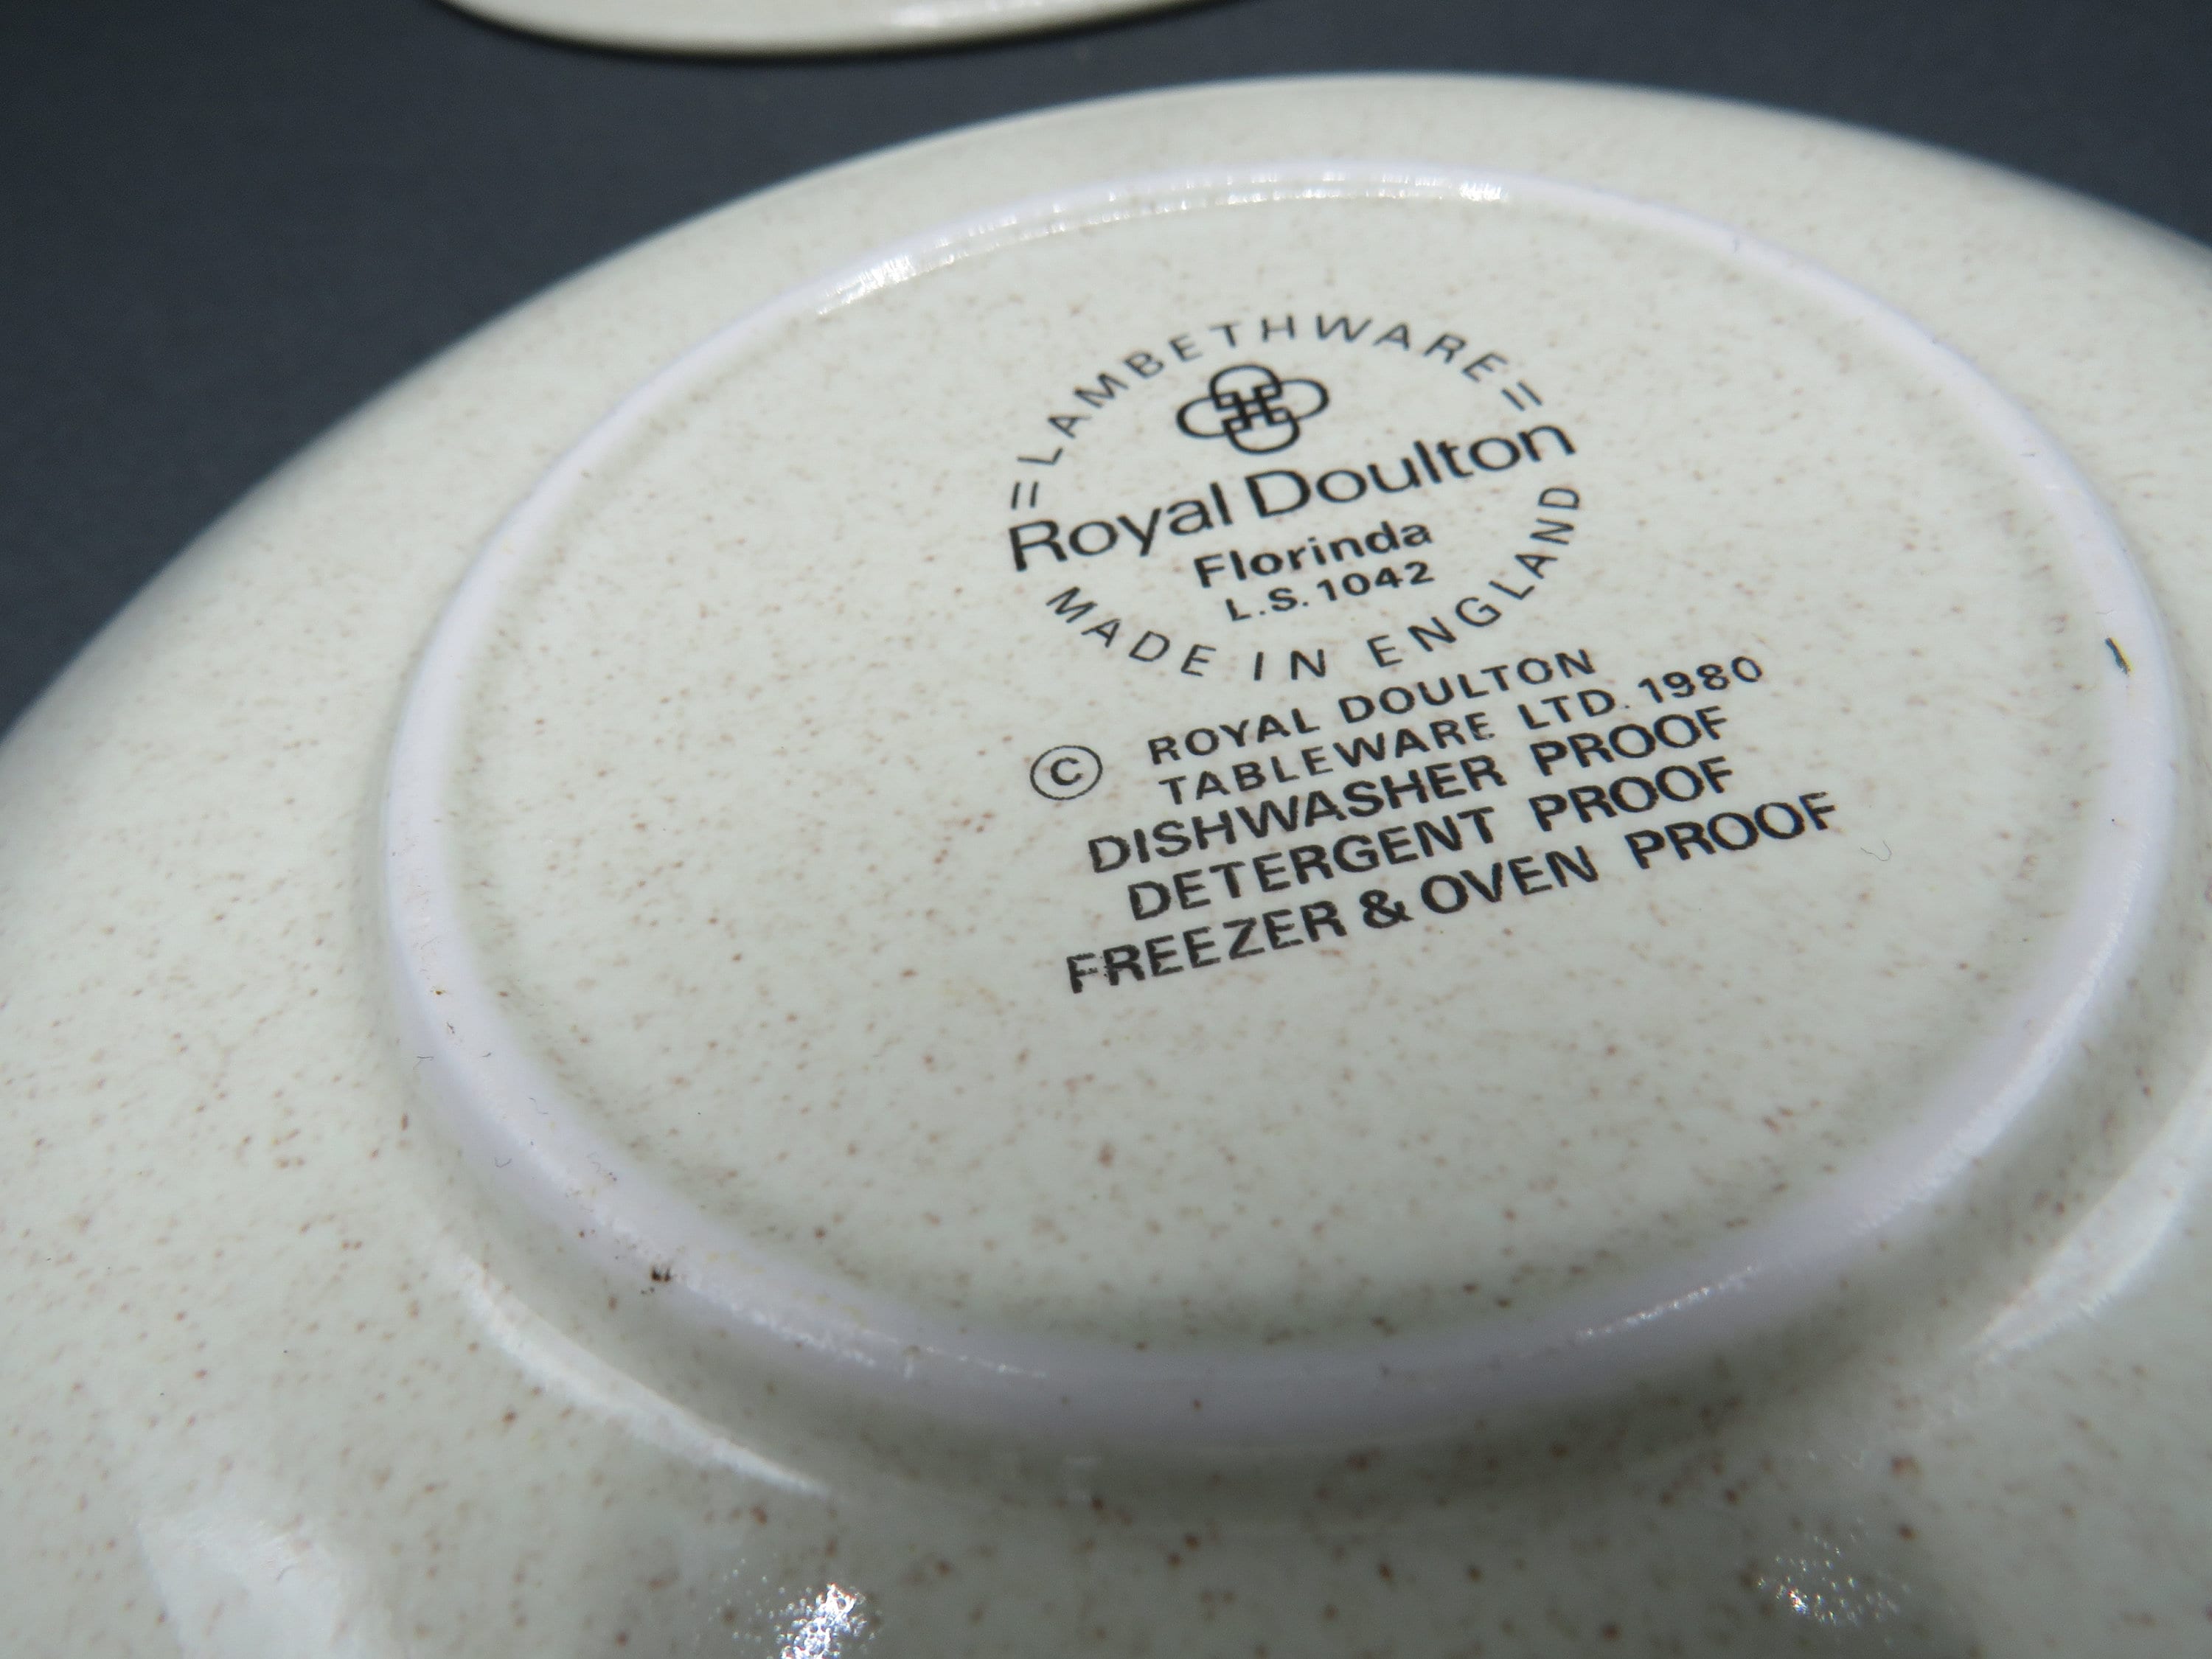 =LAMBETHWARE=
Royal Doulton
Florinda
L.S. 1042
MADE IN ENGLAND
© ROYAL DOULTON
TABLEWARE LTD. 1980
DISHWASHER PROOF
DETERGENT PROOF
FREEZER & OVEN PROOF